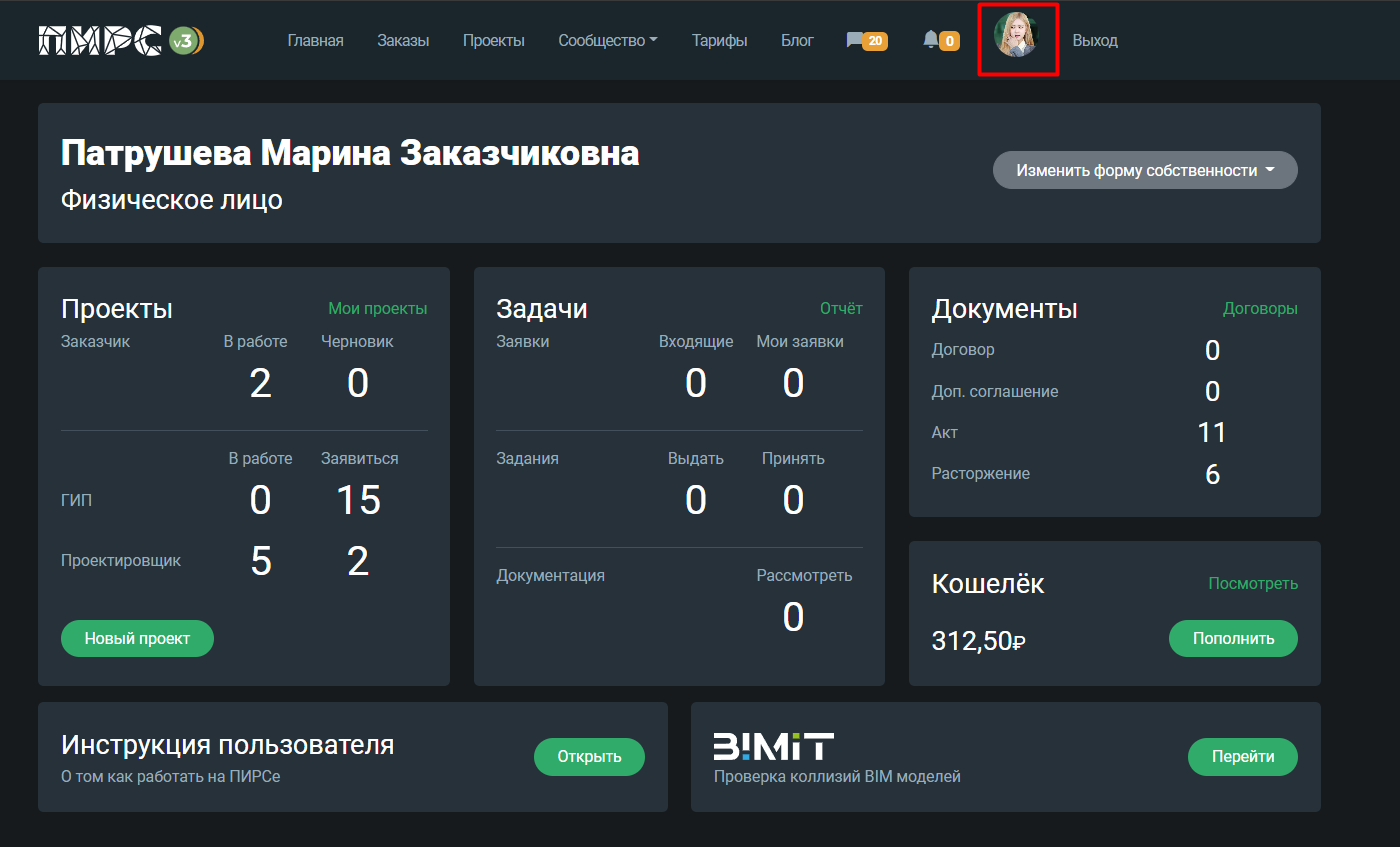 ПИРС v3 Главная Заказы Проекты Сообщество Тарифы Блог 20 0 Выход
Патрушева Марина Заказчиковна
Физическое лицо
Изменить форму собственности
Проекты Мои проекты
Заказчик В работе Черновик
2 0
В работе Заявиться
ГИП 0 15
Проектировщик 5 2
Новый проект
Задачи Отчёт
Заявки Входящие Мои заявки
0 0
Задания Выдать Принять
0 0
Документация Рассмотреть
0
Документы Договоры
Договор 0
Доп. соглашение 0
Акт 11
Расторжение 6
Кошелёк Посмотреть
312,50₽ Пополнить
Инструкция пользователя
О том как работать на ПИРСе
Открыть
B!MiT
Проверка коллизий BIM моделей
Перейти